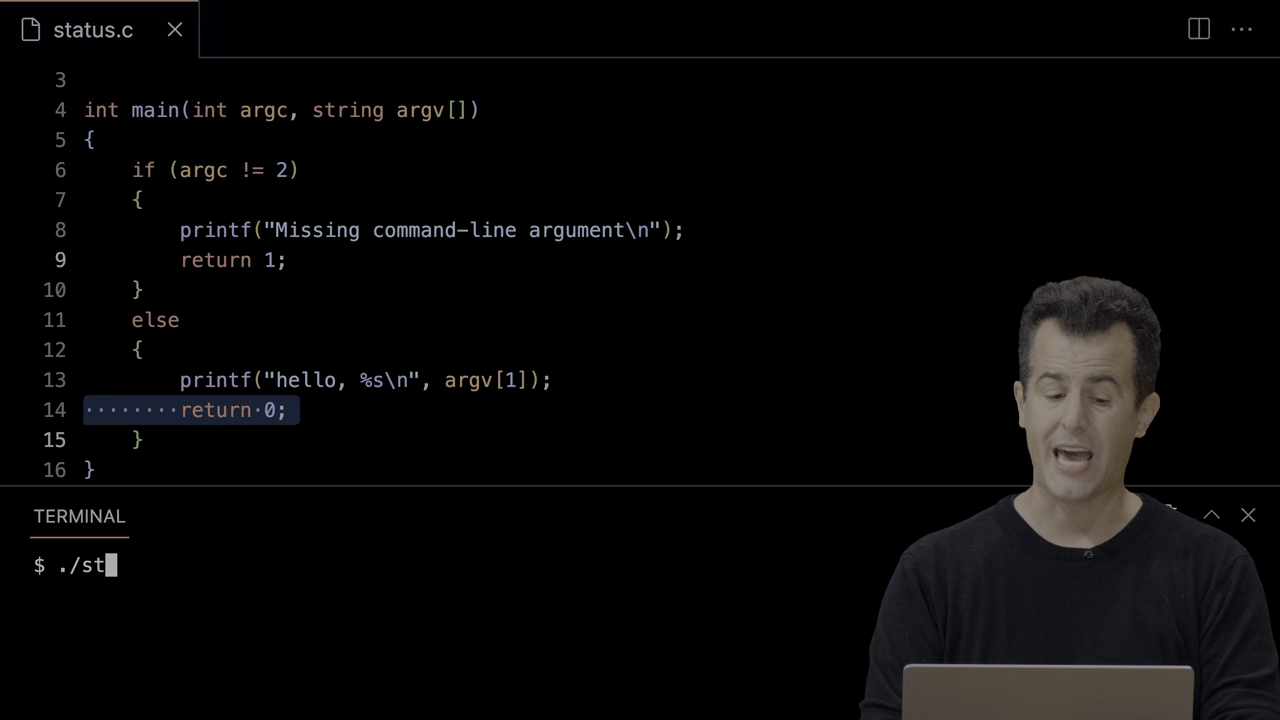 status.c
3
4 int main(int argc, string argv[])
5 {
6 if (argc != 2)
7 {
8 printf("Missing command-line argument\n");
9 return 1;
10 }
11 else
12 {
13 printf("hello, %s\n", argv[1]);
14 ········return·0;
15 }
16 }
TERMINAL
$ ./st